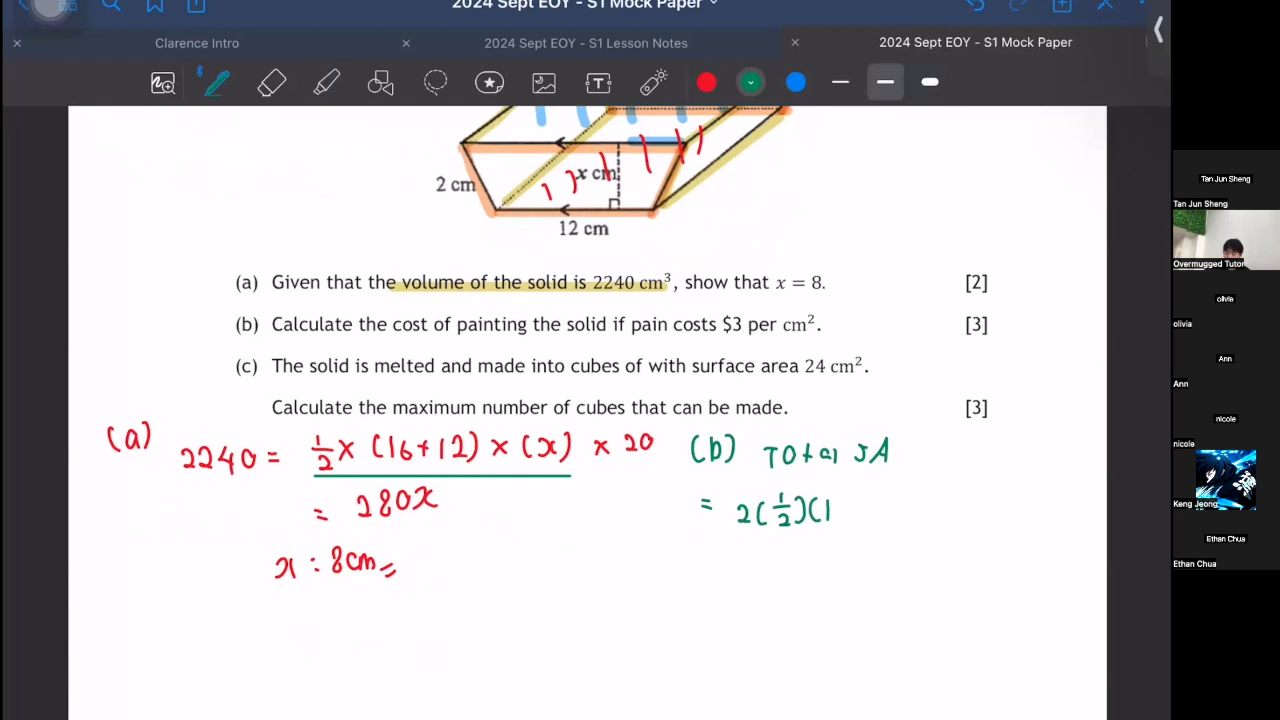 2024 Sept EOY - S1 Mock Paper
Clarence Intro
2024 Sept EOY - S1 Lesson Notes
2024 Sept EOY - S1 Mock Paper
2 cm
x cm
12 cm
(a) Given that the volume of the solid is 2240 cm³, show that x = 8. [2]
(b) Calculate the cost of painting the solid if pain costs $3 per cm². [3]
(c) The solid is melted and made into cubes of with surface area 24 cm².
Calculate the maximum number of cubes that can be made. [3]
(a) 2240 = ½ × (16+12) × (x) × 20
= 280x
x = 8cm
(b) Total SA
= 2(½)(1
Tan Jun Sheng
Tan Jun Sheng
Overmugged Tutor
olivia
olivia
Ann
Ann
nicole
nicole
Keng Jeong
Ethan Chua
Ethan Chua